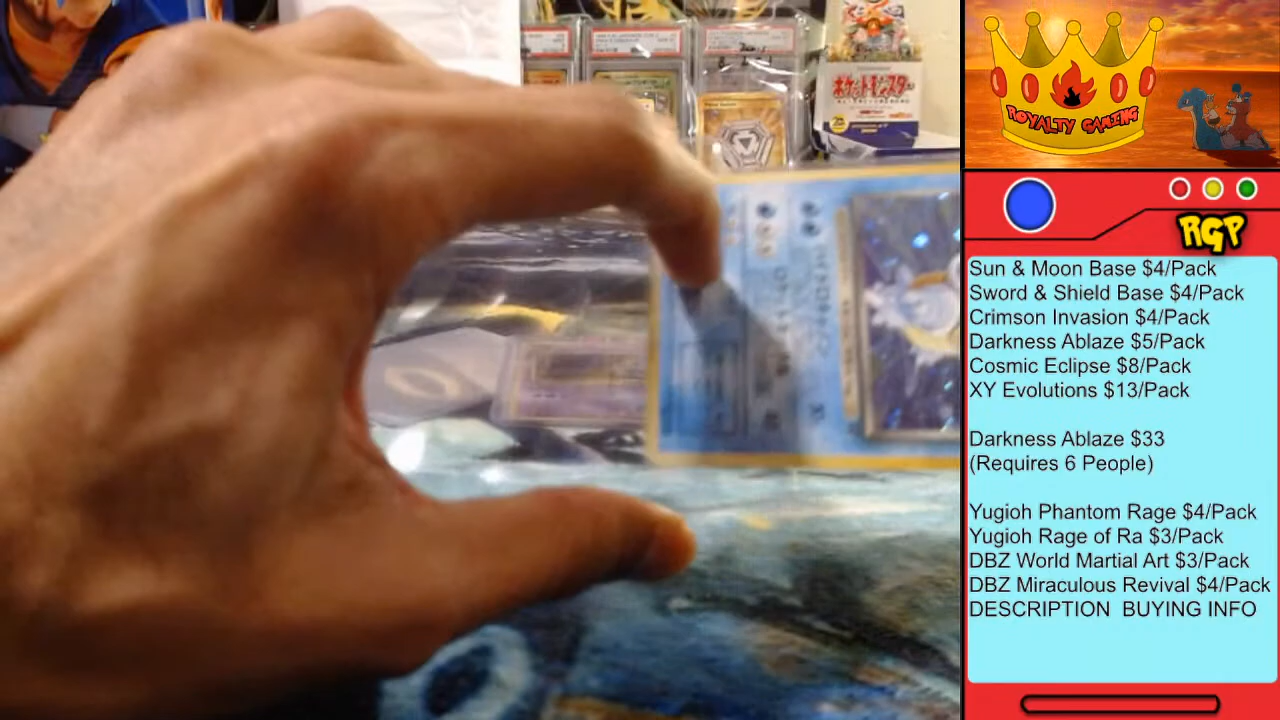 ポケットモンスター
ROYALTY GAMING
RGP
Sun & Moon Base $4/Pack
Sword & Shield Base $4/Pack
Crimson Invasion $4/Pack
Darkness Ablaze $5/Pack
Cosmic Eclipse $8/Pack
XY Evolutions $13/Pack
Darkness Ablaze $33
(Requires 6 People)
Yugioh Phantom Rage $4/Pack
Yugioh Rage of Ra $3/Pack
DBZ World Martial Art $3/Pack
DBZ Miraculous Revival $4/Pack
DESCRIPTION BUYING INFO